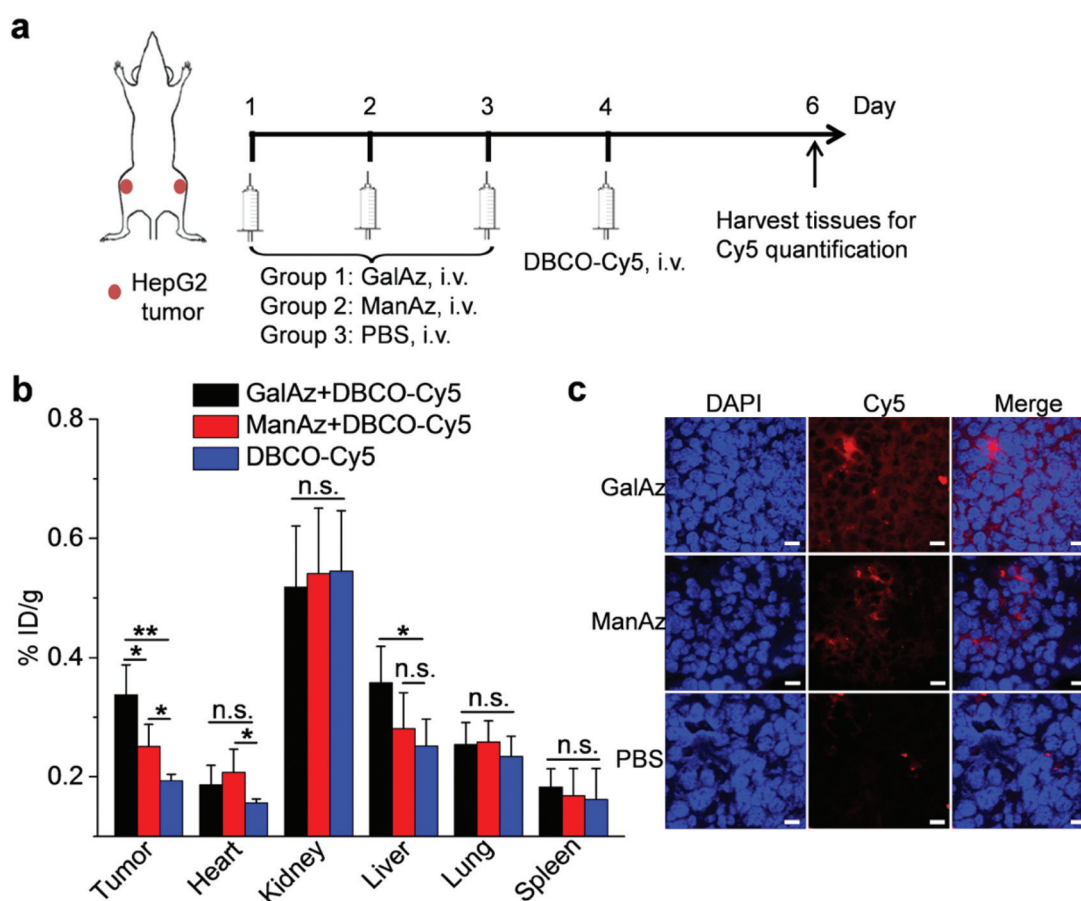 a
1 2 3 4 6 Day
HepG2
tumor
Group 1: GalAz, i.v.
Group 2: ManAz, i.v.
Group 3: PBS, i.v.
DBCO-Cy5, i.v.
Harvest tissues for
Cy5 quantification
b
GalAz+DBCO-Cy5
ManAz+DBCO-Cy5
DBCO-Cy5
% ID/g
0.8
0.6
0.4
0.2
**
*
*
n.s.
*
n.s.
*
n.s.
n.s.
n.s.
Tumor Heart Kidney Liver Lung Spleen
c
DAPI Cy5 Merge
GalAz
ManAz
PBS